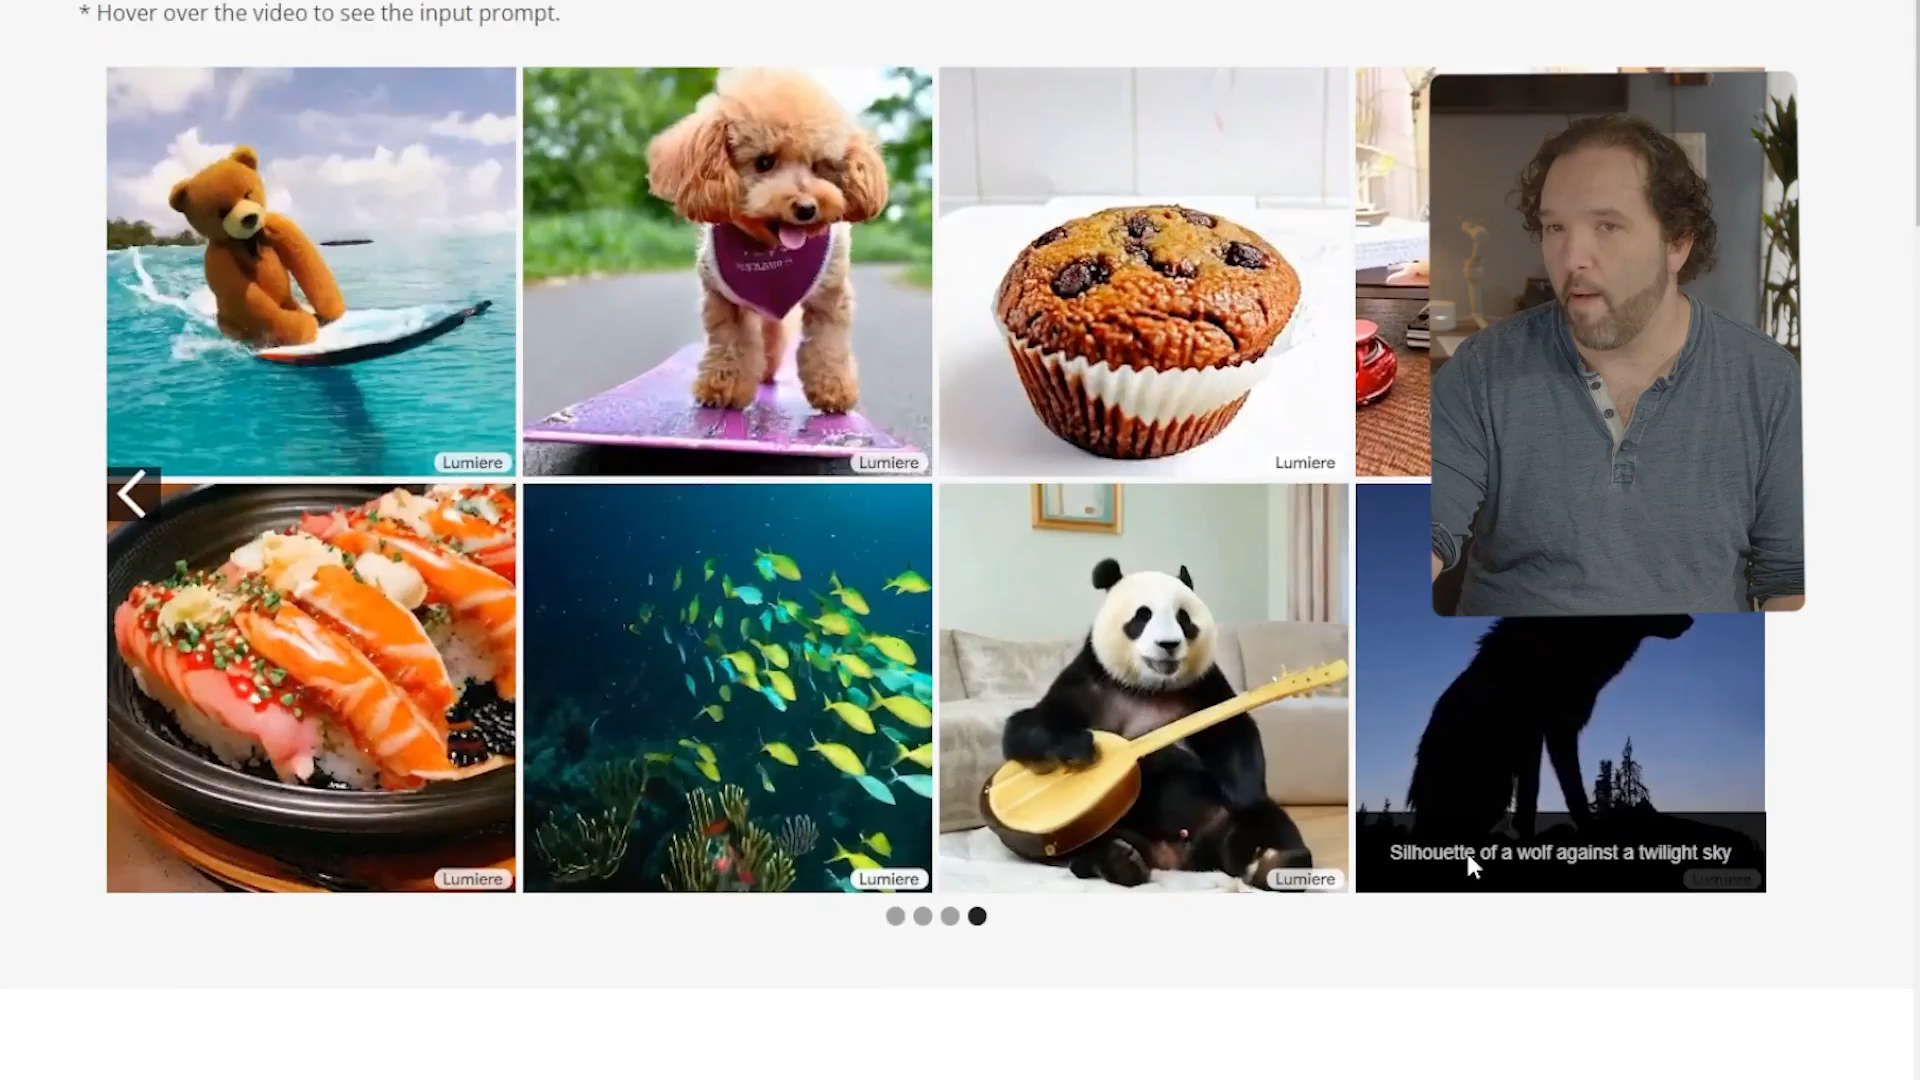 * Hover over the video to see the input prompt.
Lumiere
Lumiere
Lumiere
Lumiere
Lumiere
Lumiere
Silhouette of a wolf against a twilight sky
Lumiere